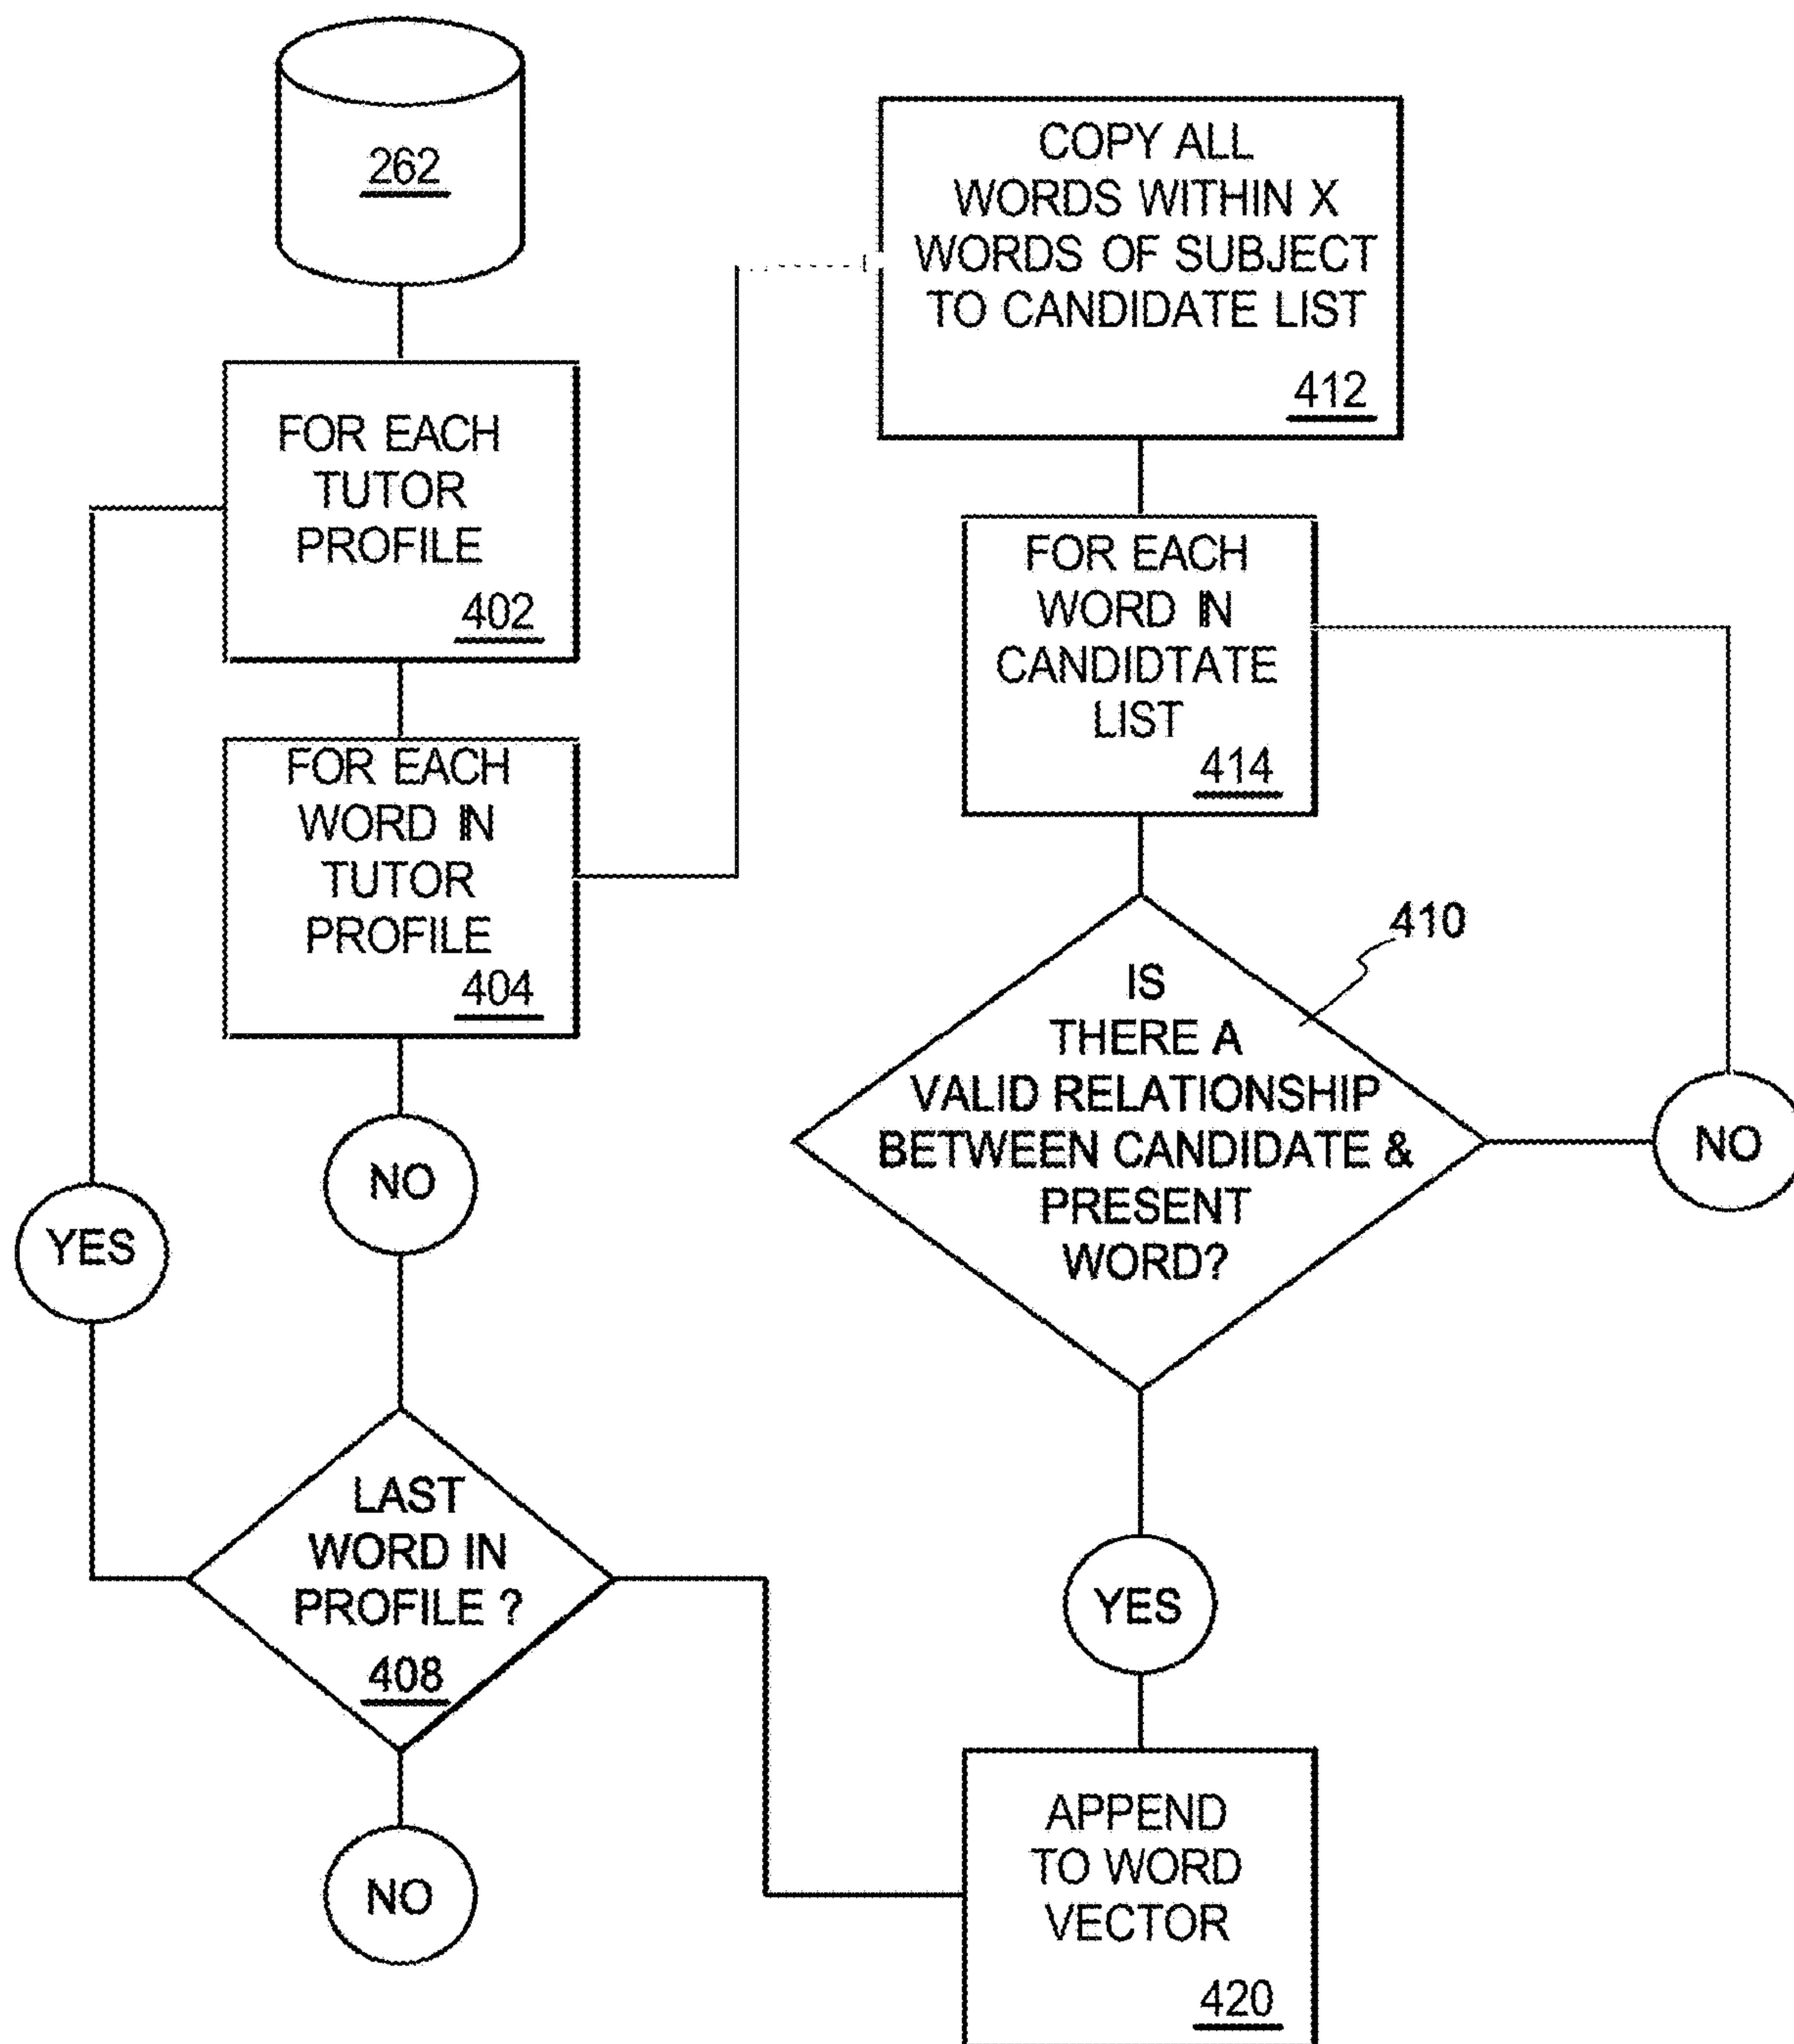 262
FOR EACH
TUTOR
PROFILE
402
FOR EACH
WORD IN
TUTOR
PROFILE
404
NO
YES
LAST
WORD IN
PROFILE ?
408
NO
COPY ALL
WORDS WITHIN X
WORDS OF SUBJECT
TO CANDIDATE LIST
412
FOR EACH
WORD IN
CANDIDTATE
LIST
414
410
IS
THERE A
VALID RELATIONSHIP
BETWEEN CANDIDATE &
PRESENT
WORD?
NO
YES
APPEND
TO WORD
VECTOR
420